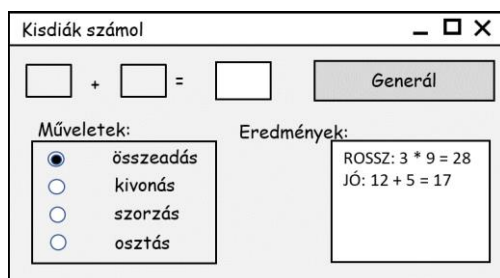 Kisdiák számol
+ =
Generál
Műveletek:
összeadás
kivonás
szorzás
osztás
Eredmények:
ROSSZ: 3 * 9 = 28
JÓ: 12 + 5 = 17